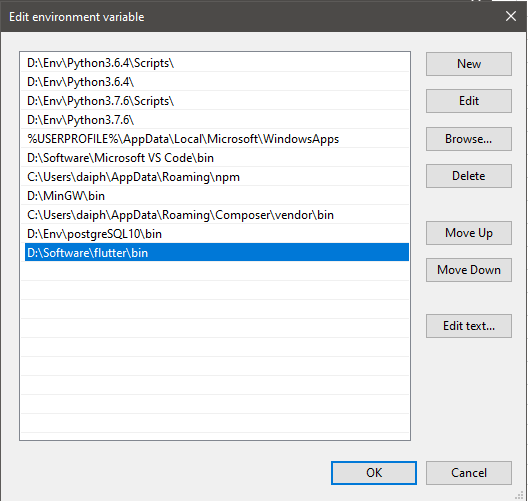 Edit environment variable
D:\Env\Python3.6.4\Scripts\
D:\Env\Python3.6.4\
D:\Env\Python3.7.6\Scripts\
D:\Env\Python3.7.6\
%USERPROFILE%\AppData\Local\Microsoft\WindowsApps
D:\Software\Microsoft VS Code\bin
C:\Users\daiph\AppData\Roaming\npm
D:\MinGW\bin
C:\Users\daiph\AppData\Roaming\Composer\vendor\bin
D:\Env\postgreSQL10\bin
D:\Software\flutter\bin
New
Edit
Browse...
Delete
Move Up
Move Down
Edit text...
OK
Cancel